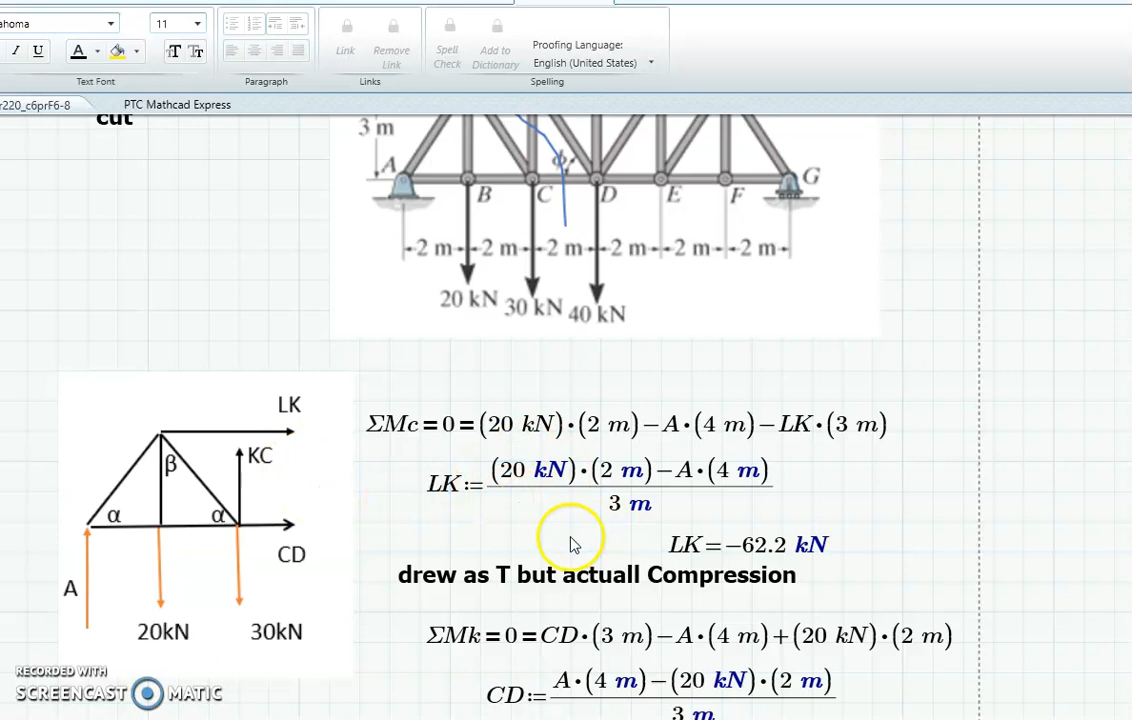 ahoma 11
I U A
Link Remove Link
Spell Check Add to Dictionary
Proofing Language:
English (United States)
Text Font Paragraph Links Spelling
r220_c6prF6-8 PTC Mathcad Express
cut
3 m
A B C D E F G
2 m 2 m 2 m 2 m 2 m 2 m
20 kN 30 kN 40 kN
LK
β KC
α α
CD
A
20kN 30kN
ΣMc = 0 = (20 kN)·(2 m) − A·(4 m) − LK·(3 m)
LK := (20 kN)·(2 m) − A·(4 m)
3 m
LK = −62.2 kN
drew as T but actuall Compression
ΣMk = 0 = CD·(3 m) − A·(4 m) + (20 kN)·(2 m)
CD := A·(4 m) − (20 kN)·(2 m)
3 m
RECORDED WITH
SCREENCAST MATIC